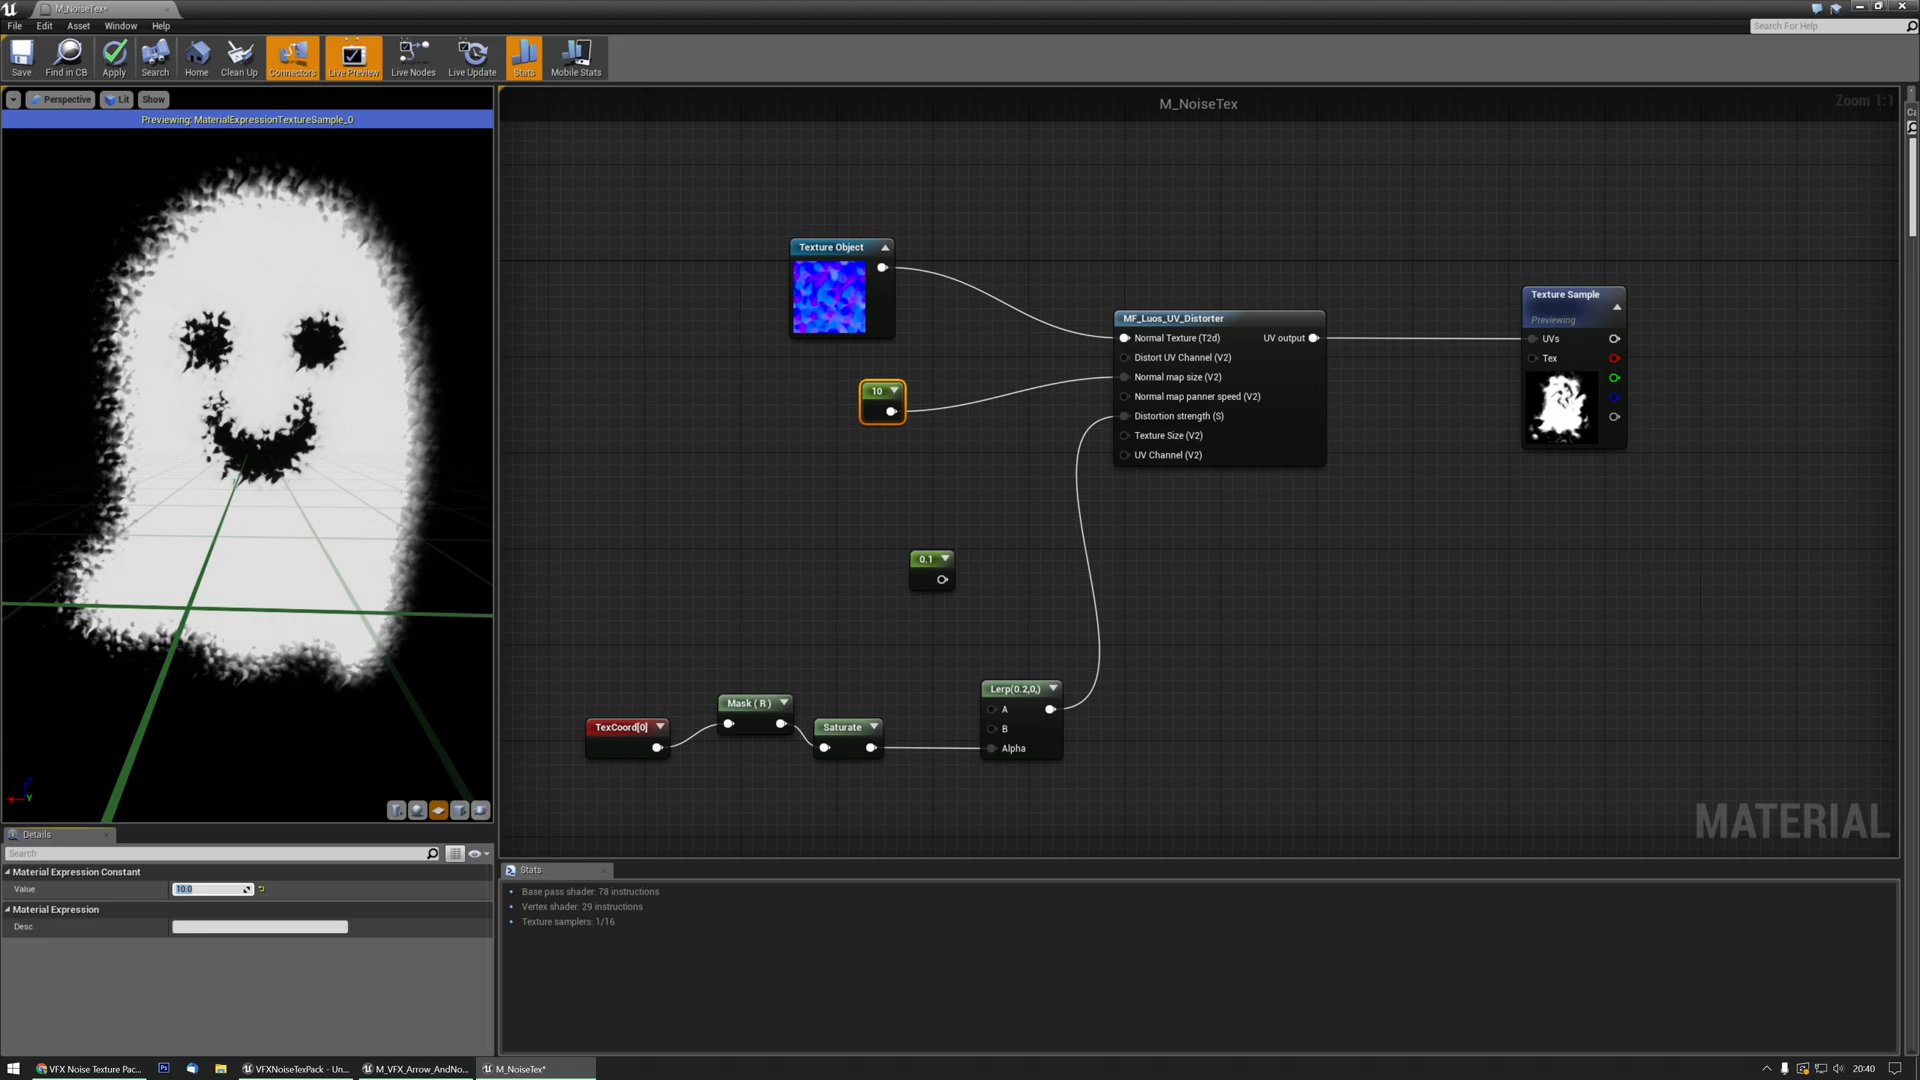 M_NoiseTex*
File Edit Asset Window Help
Search For Help
Save Find in CB Apply Search Home Clean Up Connectors Live Preview Live Nodes Live Update Stats Mobile Stats
Perspective Lit Show
Previewing: MaterialExpressionTextureSample_0
M_NoiseTex
Zoom 1:1
Texture Object
MF_Luos_UV_Distorter
Normal Texture (T2d) UV output
Distort UV Channel (V2)
Normal map size (V2)
Normal map panner speed (V2)
Distortion strength (S)
Texture Size (V2)
UV Channel (V2)
Texture Sample
Previewing
UVs
Tex
10
0.1
TexCoord[0]
Mask ( R )
Saturate
Lerp(0.2,0,)
A
B
Alpha
MATERIAL
Z
Y
Details
Search
Material Expression Constant
Value 10.0
Material Expression
Desc
Stats
Base pass shader: 78 instructions
Vertex shader: 29 instructions
Texture samplers: 1/16
VFX Noise Texture Pac... Ps VFXNoiseTexPack - Un... M_VFX_Arrow_AndNo... M_NoiseTex* 20:40